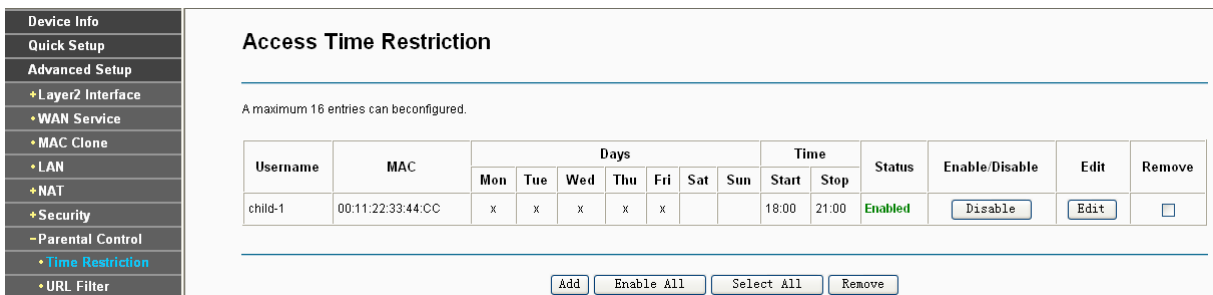 Device Info
Quick Setup
Advanced Setup
+Layer2 Interface
•WAN Service
•MAC Clone
•LAN
+NAT
+Security
-Parental Control
•Time Restriction
•URL Filter
Access Time Restriction
A maximum 16 entries can beconfigured.
Username MAC Days Time Status Enable/Disable Edit Remove
Mon Tue Wed Thu Fri Sat Sun Start Stop
child-1 00:11:22:33:44:CC x x x x x 18:00 21:00 Enabled Disable Edit
Add Enable All Select All Remove